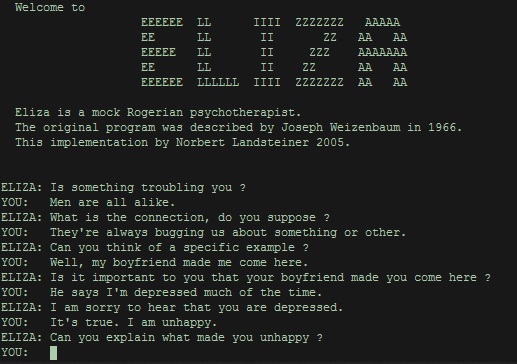 Welcome to
EEEEEE  LL      IIII  ZZZZZZZ   AAAAA
EE      LL       II       ZZ   AA   AA
EEEEE   LL       II     ZZZ    AAAAAAA
EE      LL       II    ZZ      AA   AA
EEEEEE  LLLLLL  IIII  ZZZZZZZ  AA   AA
Eliza is a mock Rogerian psychotherapist.
The original program was described by Joseph Weizenbaum in 1966.
This implementation by Norbert Landsteiner 2005.
ELIZA: Is something troubling you ?
YOU:   Men are all alike.
ELIZA: What is the connection, do you suppose ?
YOU:   They're always bugging us about something or other.
ELIZA: Can you think of a specific example ?
YOU:   Well, my boyfriend made me come here.
ELIZA: Is it important to you that your boyfriend made you come here ?
YOU:   He says I'm depressed much of the time.
ELIZA: I am sorry to hear that you are depressed.
YOU:   It's true. I am unhappy.
ELIZA: Can you explain what made you unhappy ?
YOU: